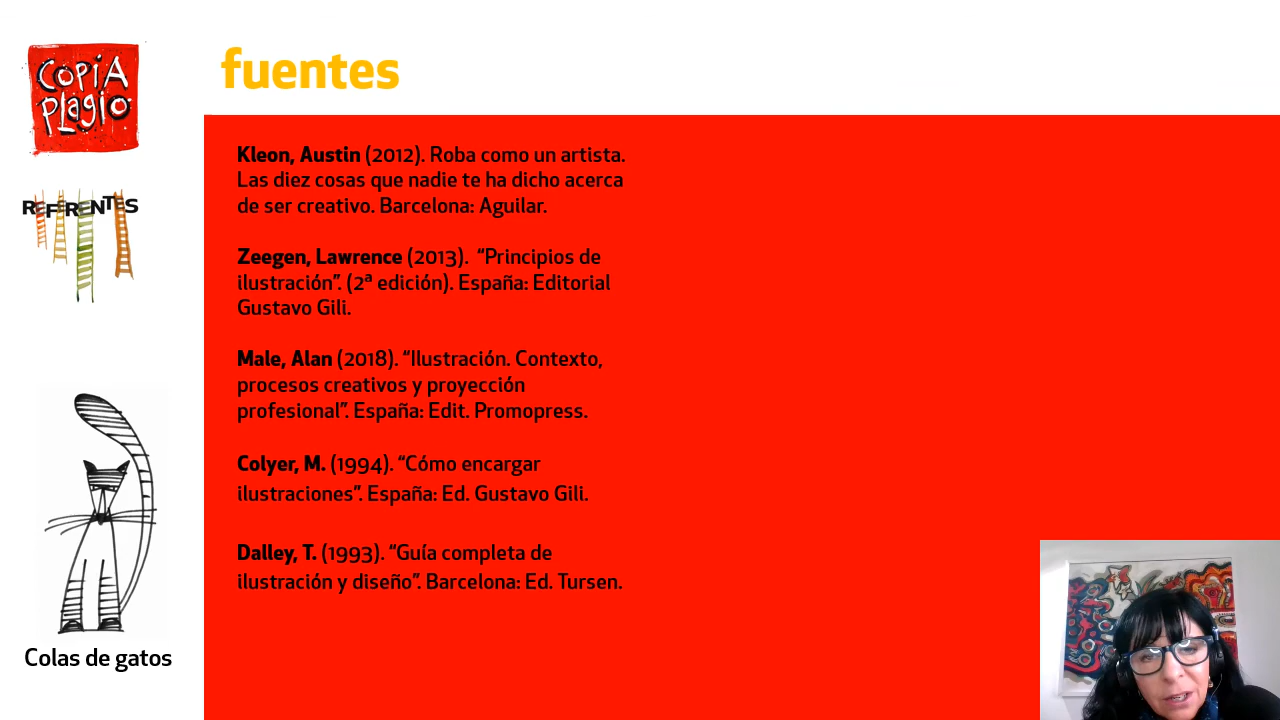 COPIA
PLAGIO
REFERENTES
Colas de gatos
fuentes
Kleon, Austin (2012). Roba como un artista.
Las diez cosas que nadie te ha dicho acerca
de ser creativo. Barcelona: Aguilar.
Zeegen, Lawrence (2013).  “Principios de
ilustración”. (2ª edición). España: Editorial
Gustavo Gili.
Male, Alan (2018). “Ilustración. Contexto,
procesos creativos y proyección
profesional”. España: Edit. Promopress.
Colyer, M. (1994). “Cómo encargar
ilustraciones”. España: Ed. Gustavo Gili.
Dalley, T. (1993). “Guía completa de
ilustración y diseño”. Barcelona: Ed. Tursen.